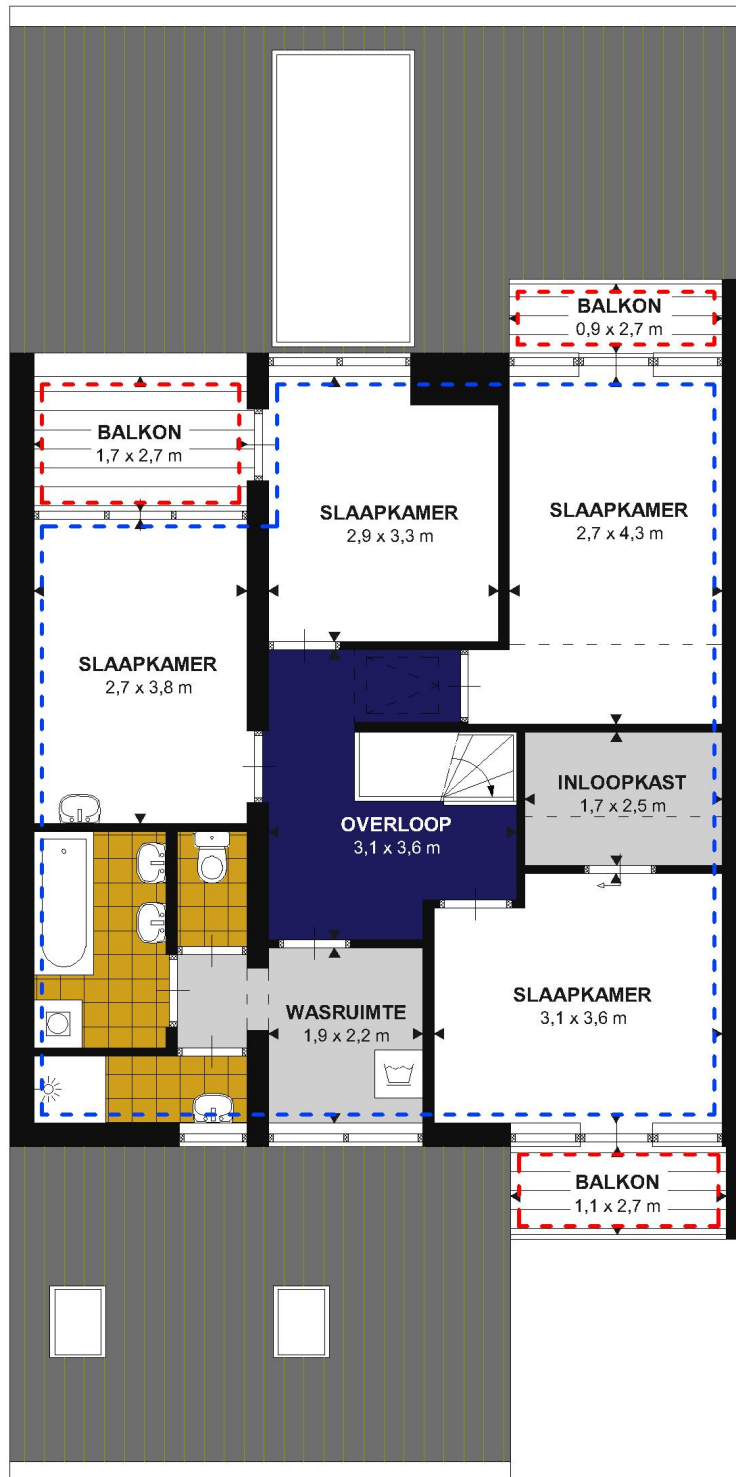 BALKON
0,9 x 2,7 m
BALKON
1,7 x 2,7 m
SLAAPKAMER
2,9 x 3,3 m
SLAAPKAMER
2,7 x 4,3 m
SLAAPKAMER
2,7 x 3,8 m
INLOOPKAST
1,7 x 2,5 m
OVERLOOP
3,1 x 3,6 m
SLAAPKAMER
3,1 x 3,6 m
WASRUIMTE
1,9 x 2,2 m
BALKON
1,1 x 2,7 m